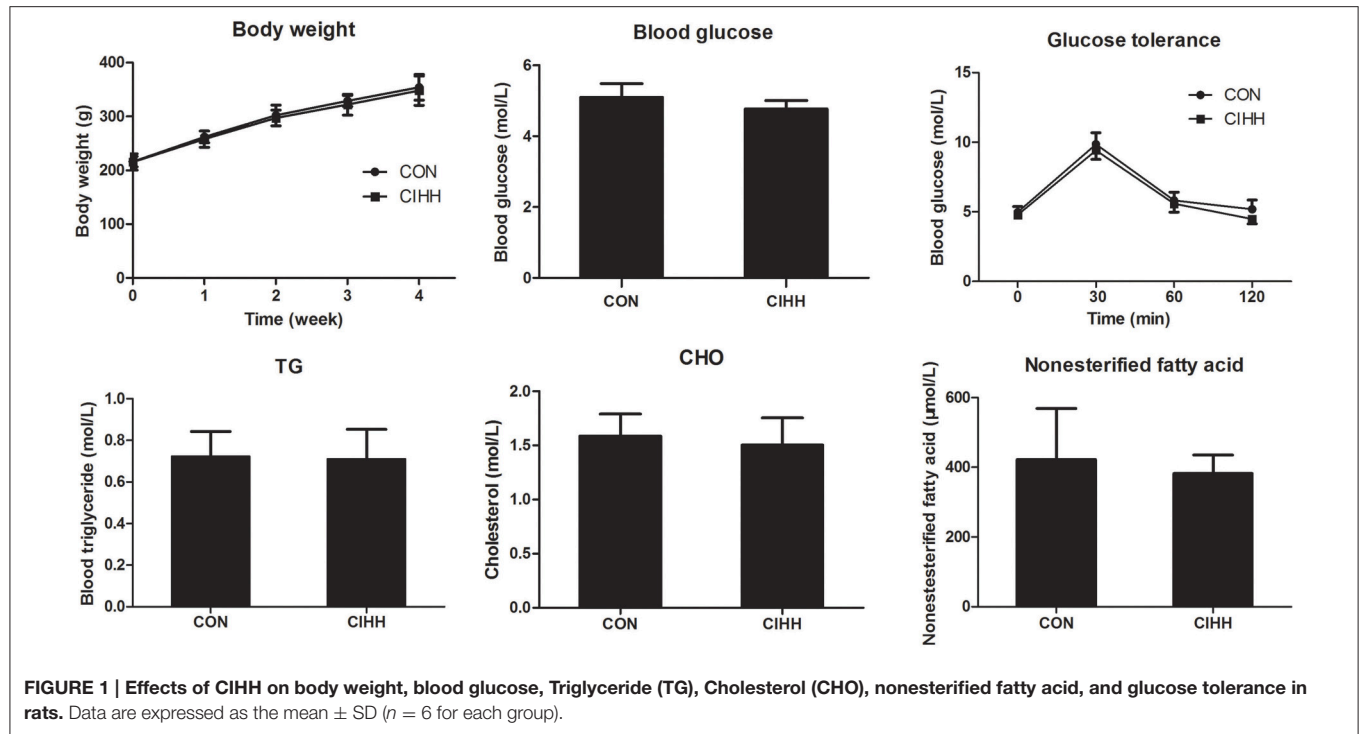 Body weight
400
300
200
100
0
Body weight (g)
CON
CIHH
0 1 2 3 4
Time (week)
Blood glucose
6
4
2
0
Blood glucose (mol/L)
CON CIHH
Glucose tolerance
15
10
5
0
Blood glucose (mol/L)
CON
CIHH
0 30 60 120
Time (min)
TG
1.0
0.8
0.6
0.4
0.2
0.0
Blood triglyceride (mol/L)
CON CIHH
CHO
2.0
1.5
1.0
0.5
0.0
Cholesterol (mol/L)
CON CIHH
Nonesterified fatty acid
600
400
200
0
Nonestesterified fatty acid (μmol/L)
CON CIHH
FIGURE 1 | Effects of CIHH on body weight, blood glucose, Triglyceride (TG), Cholesterol (CHO), nonesterified fatty acid, and glucose tolerance in
rats. Data are expressed as the mean ± SD (n = 6 for each group).